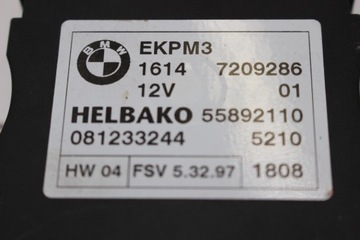 BMW
EKPM3
1614 7209286
12V 01
HELBAKO 55892110
081233244 5210
HW 04 FSV 5.32.97 1808